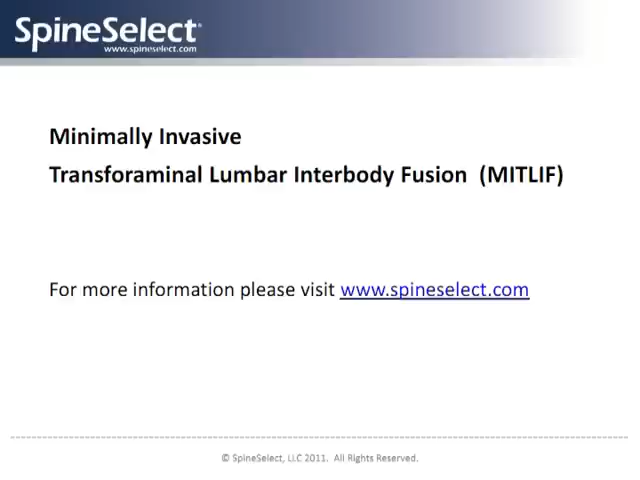 SpineSelect®
www.spineselect.com
Minimally Invasive
Transforaminal Lumbar Interbody Fusion (MITLIF)
For more information please visit www.spineselect.com
© SpineSelect, LLC 2011. All Rights Reserved.